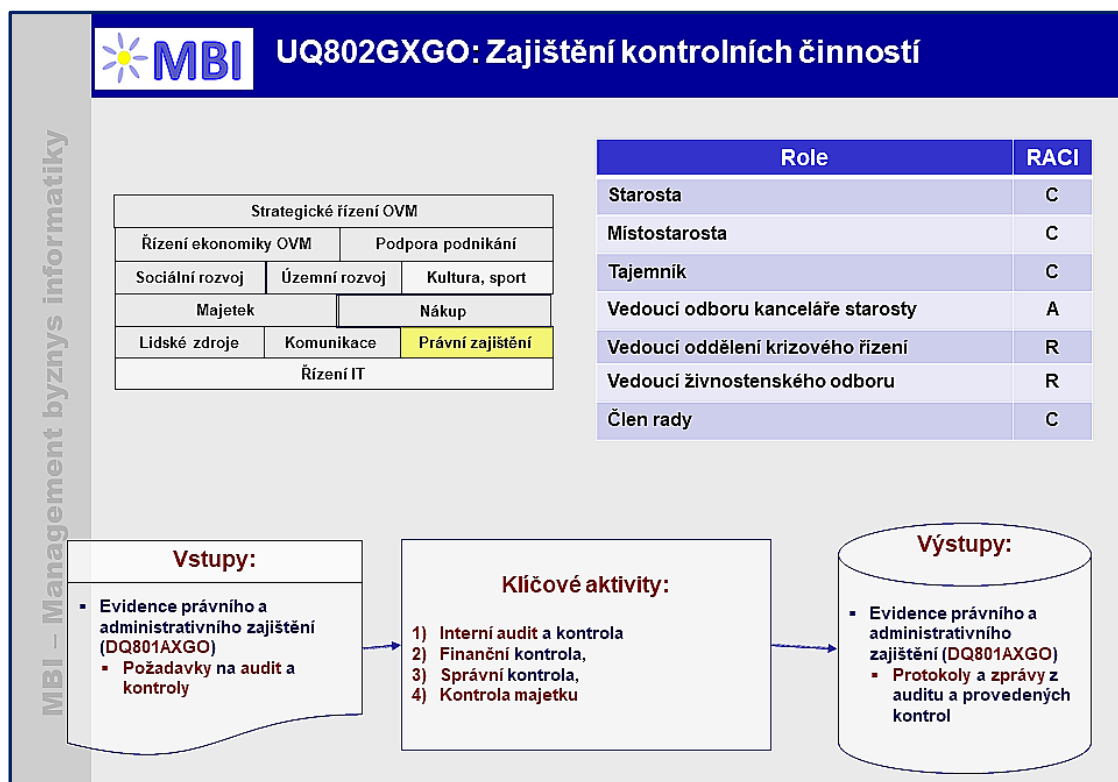 MBI
UQ802GXGO: Zajištění kontrolních činností
MBI – Management byznys informatiky
Strategické řízení OVM
Řízení ekonomiky OVM
Podpora podnikání
Sociální rozvoj
Územní rozvoj
Kultura, sport
Majetek
Nákup
Lidské zdroje
Komunikace
Právní zajištění
Řízení IT
Role RACI
Starosta C
Místostarosta C
Tajemník C
Vedoucí odboru kanceláře starosty A
Vedoucí oddělení krizového řízení R
Vedoucí živnostenského odboru R
Člen rady C
Vstupy:
▪ Evidence právního a
administrativního zajištění
(DQ801AXGO)
▪ Požadavky na audit a
kontroly
Klíčové aktivity:
1) Interní audit a kontrola
2) Finanční kontrola,
3) Správní kontrola,
4) Kontrola majetku
Výstupy:
▪ Evidence právního a
administrativního
zajištění (DQ801AXGO)
▪ Protokoly a zprávy z
auditu a provedených
kontrol